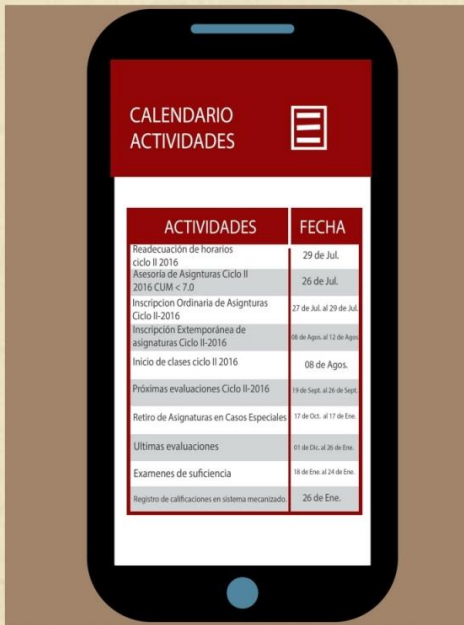 CALENDARIO
ACTIVIDADES
ACTIVIDADES FECHA
Readecuación de horarios
ciclo II 2016
29 de Jul.
Asesoria de Asignturas Ciclo II
2016 CUM < 7.0
26 de Jul.
Inscripcion Ordinaria de Asignturas
Ciclo II-2016
27 de Jul. al 29 de Jul.
Inscripción Extemporánea de
asignaturas Ciclo II-2016
08 de Agos. al 12 de Agos
Inicio de clases ciclo II 2016
08 de Agos.
Próximas evaluaciones Ciclo II-2016
19 de Sept. al 26 de Sept.
Retiro de Asignaturas en Casos Especiales
17 de Oct. al 17 de Ene.
Ultimas evaluaciones
01 de Dic. al 26 de Ene.
Examenes de suficiencia
18 de Ene. al 24 de Ene.
Registro de calificaciones en sistema mecanizado.
26 de Ene.